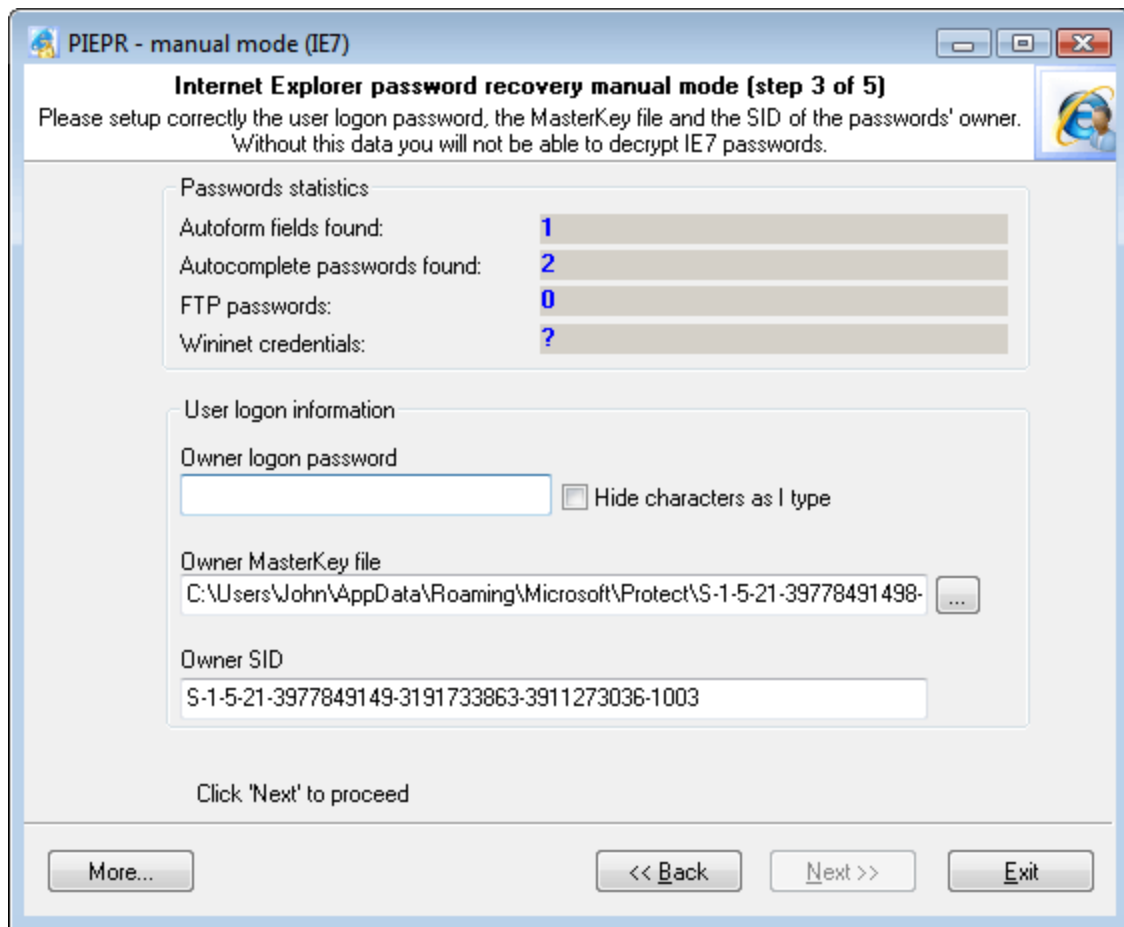 PIEPR - manual mode (IE7)
Internet Explorer password recovery manual mode (step 3 of 5)
Please setup correctly the user logon password, the MasterKey file and the SID of the passwords' owner.
Without this data you will not be able to decrypt IE7 passwords.
Passwords statistics
Autoform fields found: 1
Autocomplete passwords found: 2
FTP passwords: 0
Wininet credentials: ?
User logon information
Owner logon password
Hide characters as I type
Owner MasterKey file
C:\Users\John\AppData\Roaming\Microsoft\Protect\S-1-5-21-39778491498- ...
Owner SID
S-1-5-21-3977849149-3191733863-3911273036-1003
Click 'Next' to proceed
More... << Back Next >> Exit